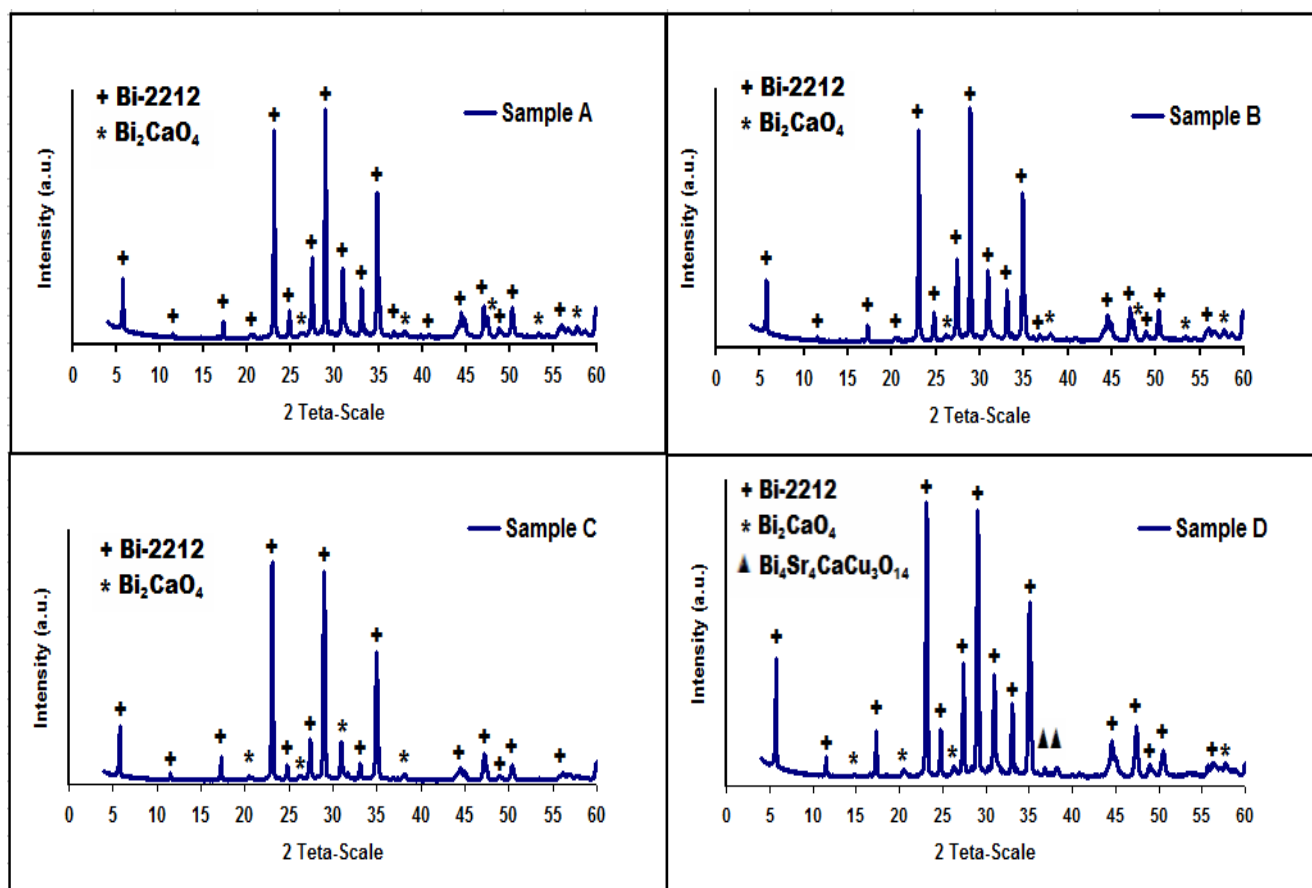 + Bi-2212
* Bi₂CaO₄
Sample A
Intensity (a.u.)
0 5 10 15 20 25 30 35 40 45 50 55 60
2 Teta-Scale
+ Bi-2212
* Bi₂CaO₄
Sample B
Intensity (a.u.)
0 5 10 15 20 25 30 35 40 45 50 55 60
2 Teta-Scale
+ Bi-2212
* Bi₂CaO₄
Sample C
Intensity (a.u.)
0 5 10 15 20 25 30 35 40 45 50 55 60
2 Teta-Scale
+ Bi-2212
* Bi₂CaO₄
▲ Bi₄Sr₄CaCu₃O₁₄
Sample D
Intensity (a.u.)
0 5 10 15 20 25 30 35 40 45 50 55 60
2 Teta-Scale